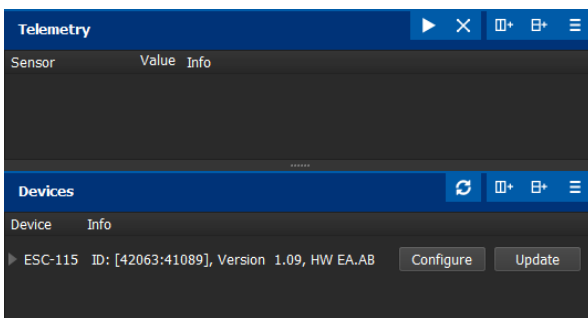 Telemetry
Sensor Value Info
Devices
Device Info
ESC-115 ID: [42063:41089], Version 1.09, HW EA.AB Configure Update